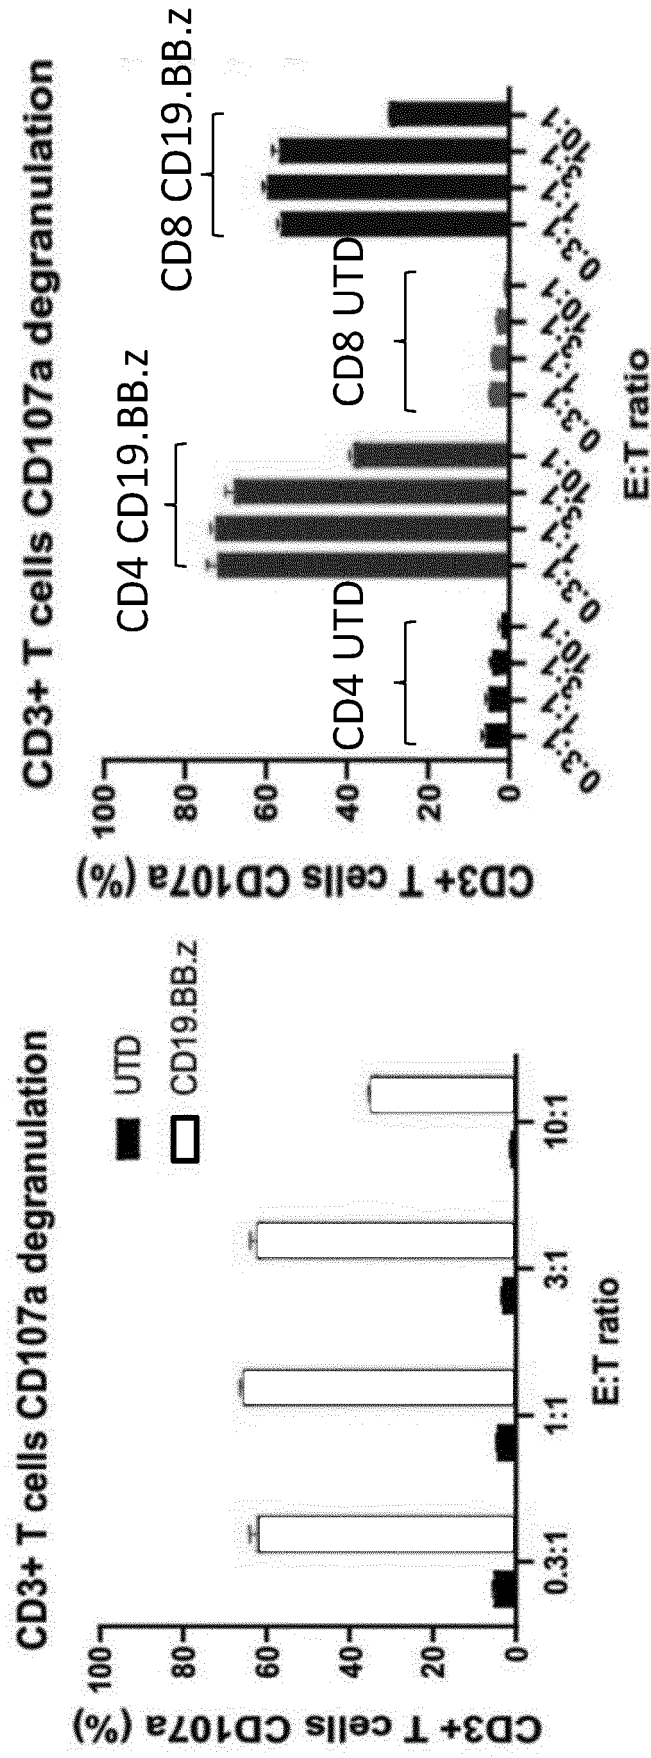 CD3+ T cells CD107a degranulation
UTD
CD19.BB.z
CD3+ T cells CD107a (%)
100
80
60
40
20
0
0.3:1
1:1
3:1
10:1
E:T ratio
CD3+ T cells CD107a degranulation
CD8 CD19.BB.z
CD4 CD19.BB.z
CD4 UTD
CD8 UTD
CD3+ T cells CD107a (%)
100
80
60
40
20
0
0.3:1
1:1
3:1
10:1
0.3:1
1:1
3:1
10:1
0.3:1
1:1
3:1
10:1
0.3:1
1:1
3:1
10:1
E:T ratio